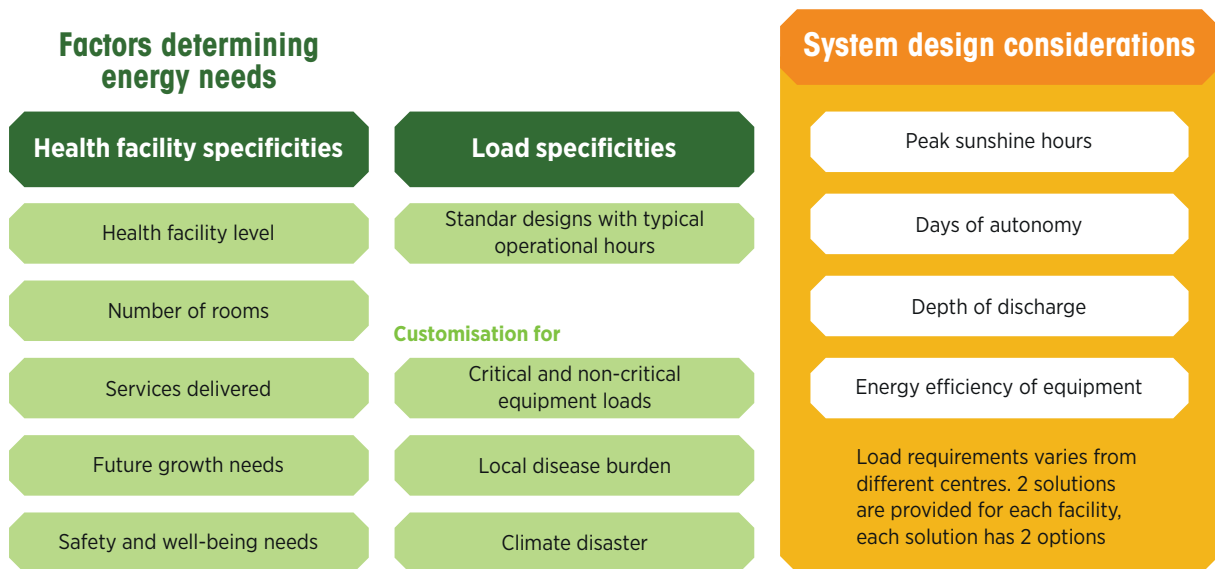 Factors determining
energy needs
Health facility specificities
Health facility level
Number of rooms
Services delivered
Future growth needs
Safety and well-being needs
Load specificities
Standar designs with typical
operational hours
Customisation for
Critical and non-critical
equipment loads
Local disease burden
Climate disaster
System design considerations
Peak sunshine hours
Days of autonomy
Depth of discharge
Energy efficiency of equipment
Load requirements varies from
different centres. 2 solutions
are provided for each facility,
each solution has 2 options